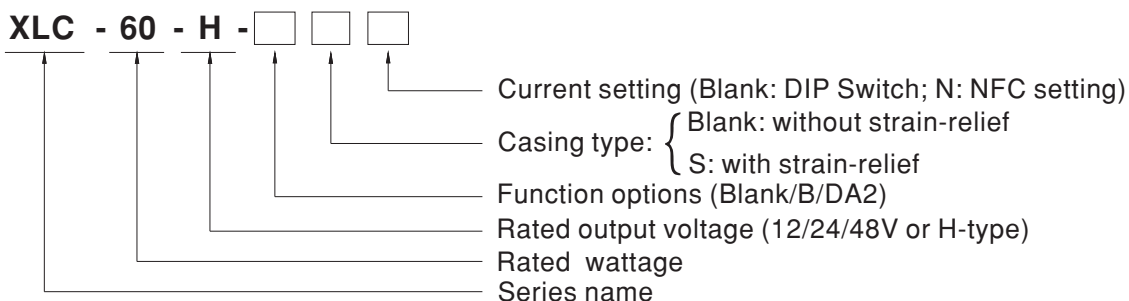 XLC - 60 - H -
Current setting (Blank: DIP Switch; N: NFC setting)
Casing type:
Blank: without strain-relief
S: with strain-relief
Function options (Blank/B/DA2)
Rated output voltage (12/24/48V or H-type)
Rated wattage
Series name